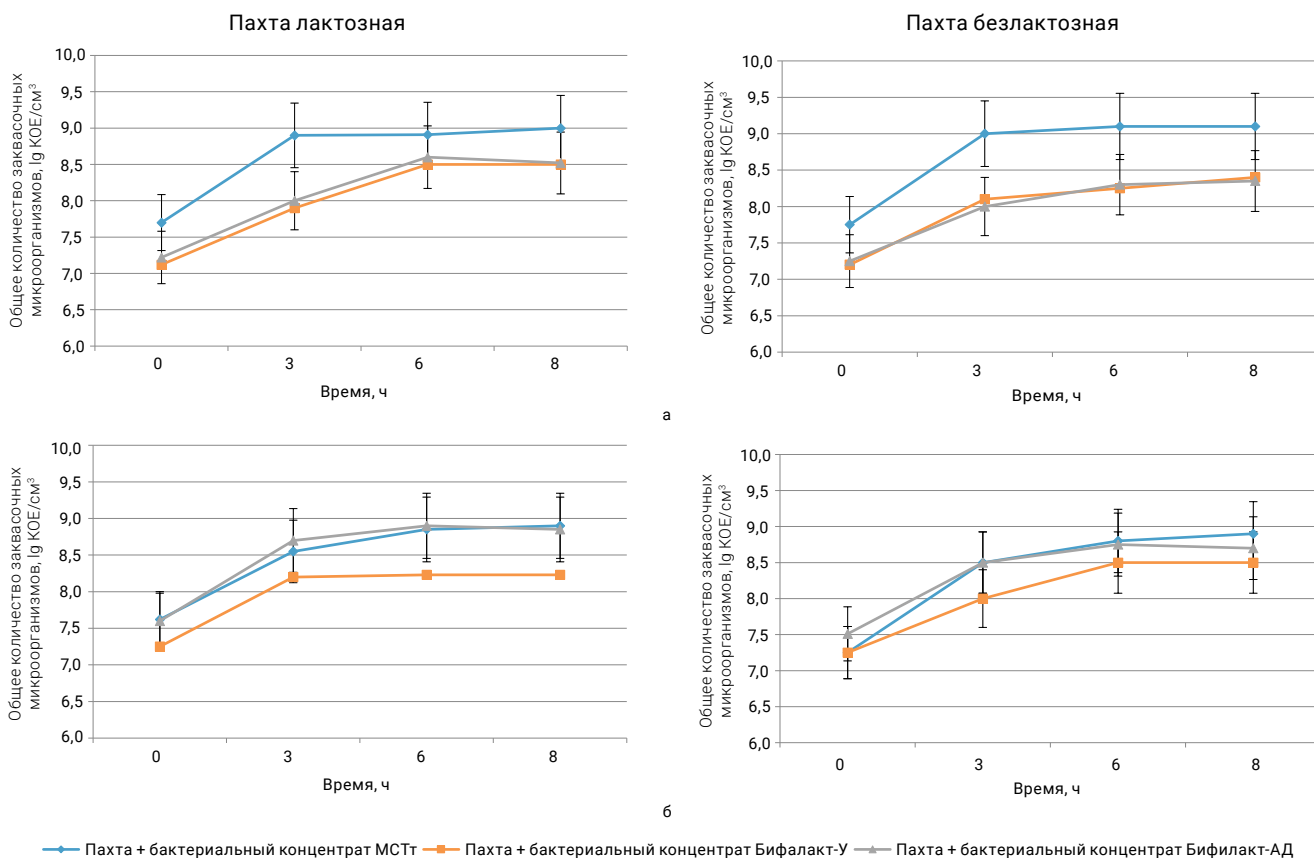 Пахта лактозная
Общее количество заквасочных
микроорганизмов, lg КОЕ/см³
10,0
9,5
9,0
8,5
8,0
7,5
7,0
6,5
6,0
0 3 6 8
Время, ч
Пахта безлактозная
Общее количество заквасочных
микроорганизмов, lg КОЕ/см³
10,0
9,5
9,0
8,5
8,0
7,5
7,0
6,5
6,0
0 3 6 8
Время, ч
а
Общее количество заквасочных
микроорганизмов, lg КОЕ/см³
10,0
9,5
9,0
8,5
8,0
7,5
7,0
6,5
6,0
0 3 6 8
Время, ч
Общее количество заквасочных
микроорганизмов, lg КОЕ/см³
10,0
9,5
9,0
8,5
8,0
7,5
7,0
6,5
6,0
0 3 6 8
Время, ч
б
Пахта + бактериальный концентрат МСТт Пахта + бактериальный концентрат Бифалакт-У Пахта + бактериальный концентрат Бифилакт-АД